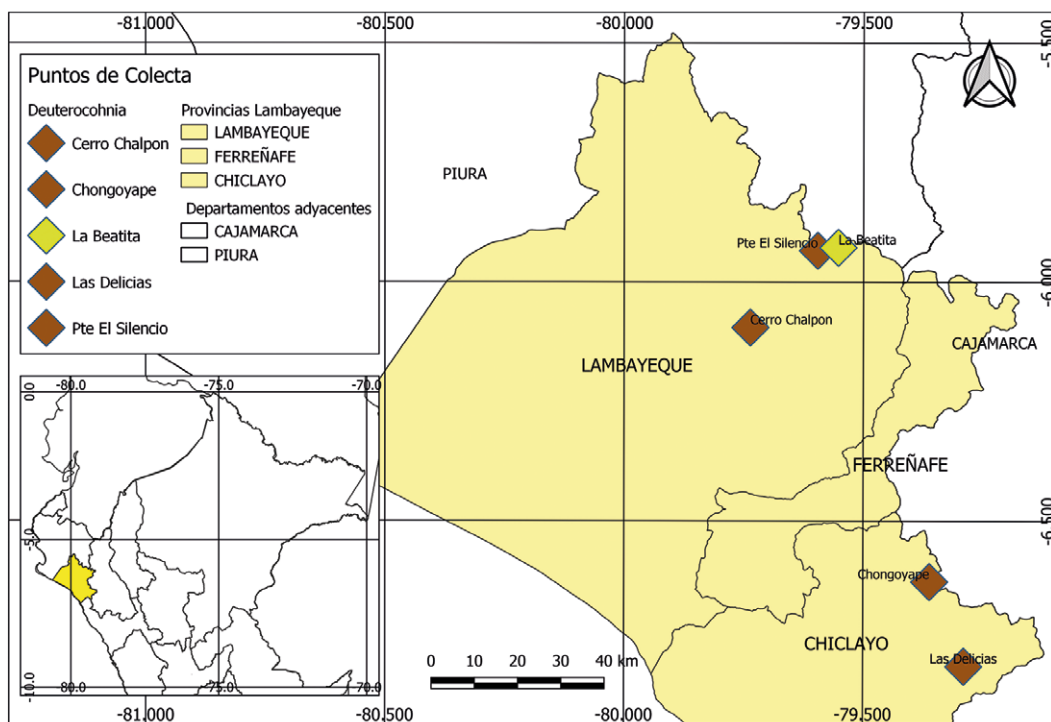 -81.000
-80.500
-80.000
-79.500
-5.500
Puntos de Colecta
Deuterocohnia
Cerro Chalpon
Chongoyape
La Beatita
Las Delicias
Pte El Silencio
Provincias Lambayeque
LAMBAYEQUE
FERREÑAFE
CHICLAYO
Departamentos adyacentes
CAJAMARCA
PIURA
PIURA
Pte El Silencio
La Beatita
-6.000
Cerro Chalpon
CAJAMARCA
LAMBAYEQUE
FERREÑAFE
-6.500
Chongoyape
CHICLAYO
Las Delicias
0 10 20 30 40 km
-80.0
-75.0
-70.0
0.0
-5.0
-10.0
-80.0
-75.0
-70.0
-81.000
-80.500
-80.000
-79.500